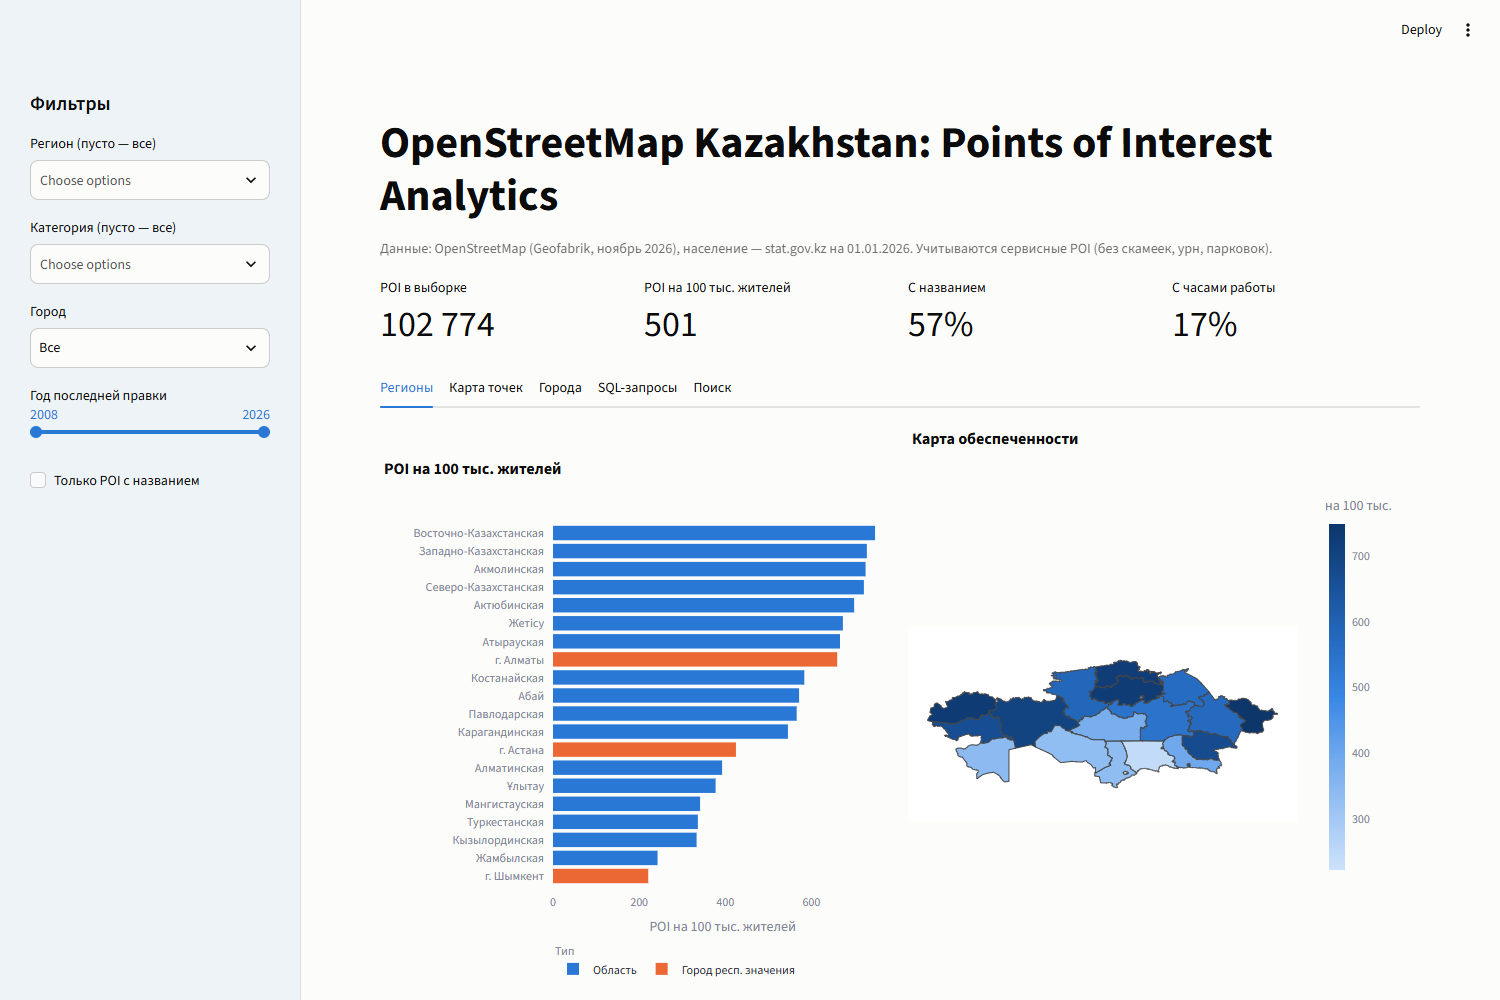 Deploy
Фильтры
Регион (пусто — все)
Choose options
Категория (пусто — все)
Choose options
Город
Все
Год последней правки
2008 2026
Только POI с названием
OpenStreetMap Kazakhstan: Points of Interest
Analytics
Данные: OpenStreetMap (Geofabrik, ноябрь 2026), население — stat.gov.kz на 01.01.2026. Учитываются сервисные POI (без скамеек, урн, парковок).
POI в выборке
102 774
POI на 100 тыс. жителей
501
С названием
57%
С часами работы
17%
Регионы Карта точек Города SQL-запросы Поиск
POI на 100 тыс. жителей
Восточно-Казахстанская
Западно-Казахстанская
Акмолинская
Северо-Казахстанская
Актюбинская
Жетісу
Атырауская
г. Алматы
Костанайская
Абай
Павлодарская
Карагандинская
г. Астана
Алматинская
Ұлытау
Мангистауская
Туркестанская
Кызылординская
Жамбылская
г. Шымкент
0 200 400 600
POI на 100 тыс. жителей
Тип
Область Город респ. значения
Карта обеспеченности
на 100 тыс.
700
600
500
400
300